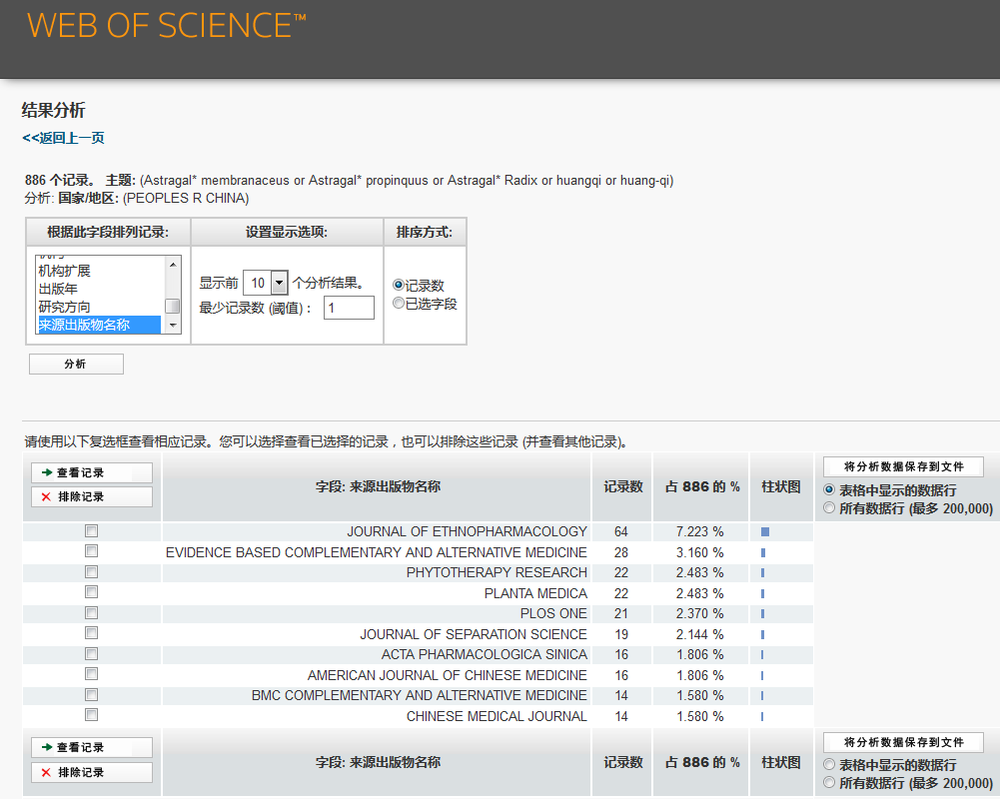 WEB OF SCIENCE™
结果分析
<<返回上一页
886 个记录。 主题: (Astragal* membranaceus or Astragal* propinquus or Astragal* Radix or huangqi or huang-qi)
分析: 国家/地区: (PEOPLES R CHINA)
根据此字段排列记录: 设置显示选项: 排序方式:
机构扩展
出版年
研究方向
来源出版物名称
显示前 10 个分析结果。
最少记录数 (阈值) : 1
记录数
已选字段
分析
请使用以下复选框查看相应记录。您可以选择查看已选择的记录，也可以排除这些记录 (并查看其他记录)。
查看记录
排除记录
字段: 来源出版物名称 记录数 占 886 的 % 柱状图
将分析数据保存到文件
表格中显示的数据行
所有数据行 (最多 200,000)
JOURNAL OF ETHNOPHARMACOLOGY 64 7.223 %
EVIDENCE BASED COMPLEMENTARY AND ALTERNATIVE MEDICINE 28 3.160 %
PHYTOTHERAPY RESEARCH 22 2.483 %
PLANTA MEDICA 22 2.483 %
PLOS ONE 21 2.370 %
JOURNAL OF SEPARATION SCIENCE 19 2.144 %
ACTA PHARMACOLOGICA SINICA 16 1.806 %
AMERICAN JOURNAL OF CHINESE MEDICINE 16 1.806 %
BMC COMPLEMENTARY AND ALTERNATIVE MEDICINE 14 1.580 %
CHINESE MEDICAL JOURNAL 14 1.580 %
查看记录
排除记录
字段: 来源出版物名称 记录数 占 886 的 % 柱状图
将分析数据保存到文件
表格中显示的数据行
所有数据行 (最多 200,000)